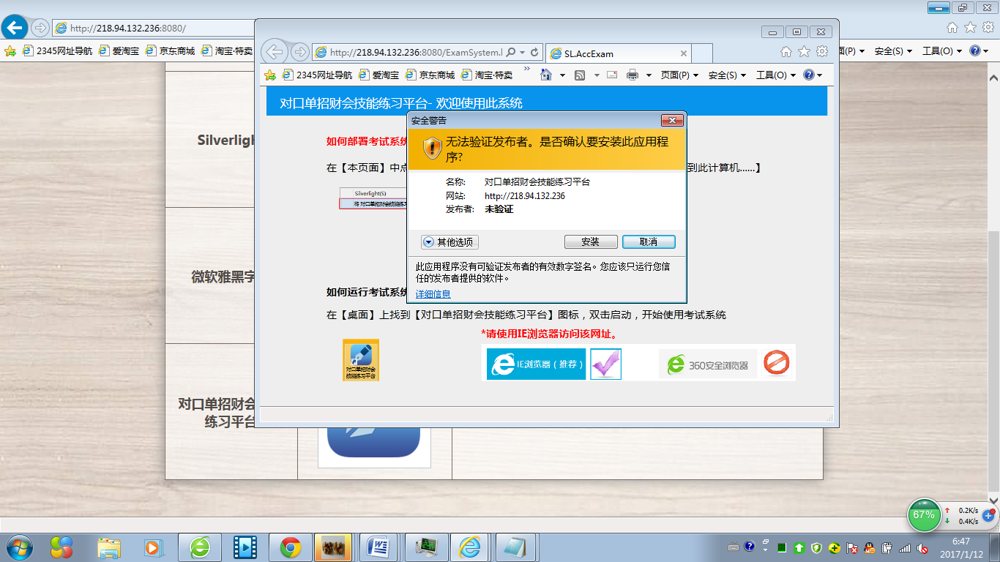 http://218.94.132.236:8080/
2345网址导航
爱淘宝
京东商城
淘宝·特卖
安全(S)
工具(O)
http://218.94.132.236:8080/ExamSystem.
SL.AccExam
2345网址导航
爱淘宝
京东商城
淘宝·特卖
页面(P)
安全(S)
工具(O)
对口单招财会技能练习平台- 欢迎使用此系统
如何部署考试系统
在【本页面】中点
到此计算机......】
Silverlight(S)
将 对口单招财会技能练习
安全警告
无法验证发布者。是否确认要安装此应用程
序?
名称: 对口单招财会技能练习平台
网站: http://218.94.132.236
发布者: 未验证
其他选项
安装
取消
此应用程序没有可验证发布者的有效数字签名。您应该只运行您信
任的发布者提供的软件。
详细信息
如何运行考试系统
在【桌面】上找到【对口单招财会技能练习平台】图标，双击启动，开始使用考试系统
*请使用IE浏览器访问该网址。
对口单招财会
技能练习平台
IE浏览器（推荐）
360安全浏览器
Silverligh
微软雅黑字
对口单招财会
练习平台
67%
0.2K/s
0.4K/s
6:47
2017/1/12